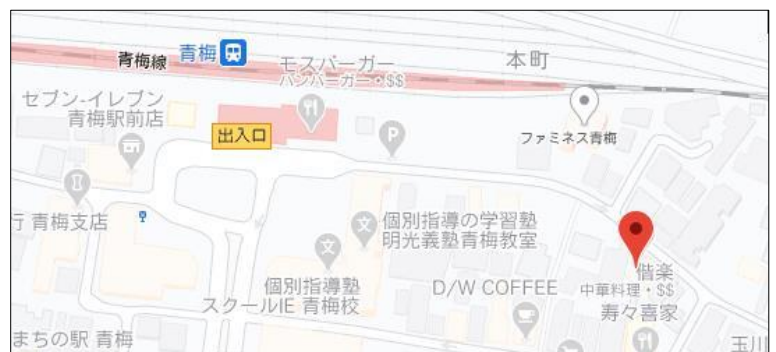 青梅線
青梅
本町
モスバーガー
ハンバーガー・$$
セブン-イレブン
青梅駅前店
出入口
P
ファミネス青梅
行 青梅支店
文
個別指導の学習塾
明光義塾青梅教室
文
個別指導塾
スクールIE 青梅校
D/W COFFEE
偕楽
中華料理・$$
寿々喜家
まちの駅 青梅
玉川